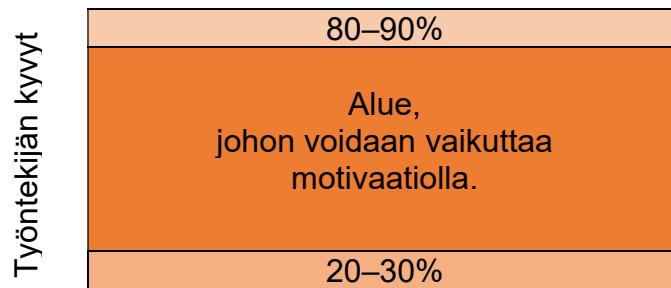 Työntekijän kyvyt
80–90%
Alue,
johon voidaan vaikuttaa
motivaatiolla.
20–30%